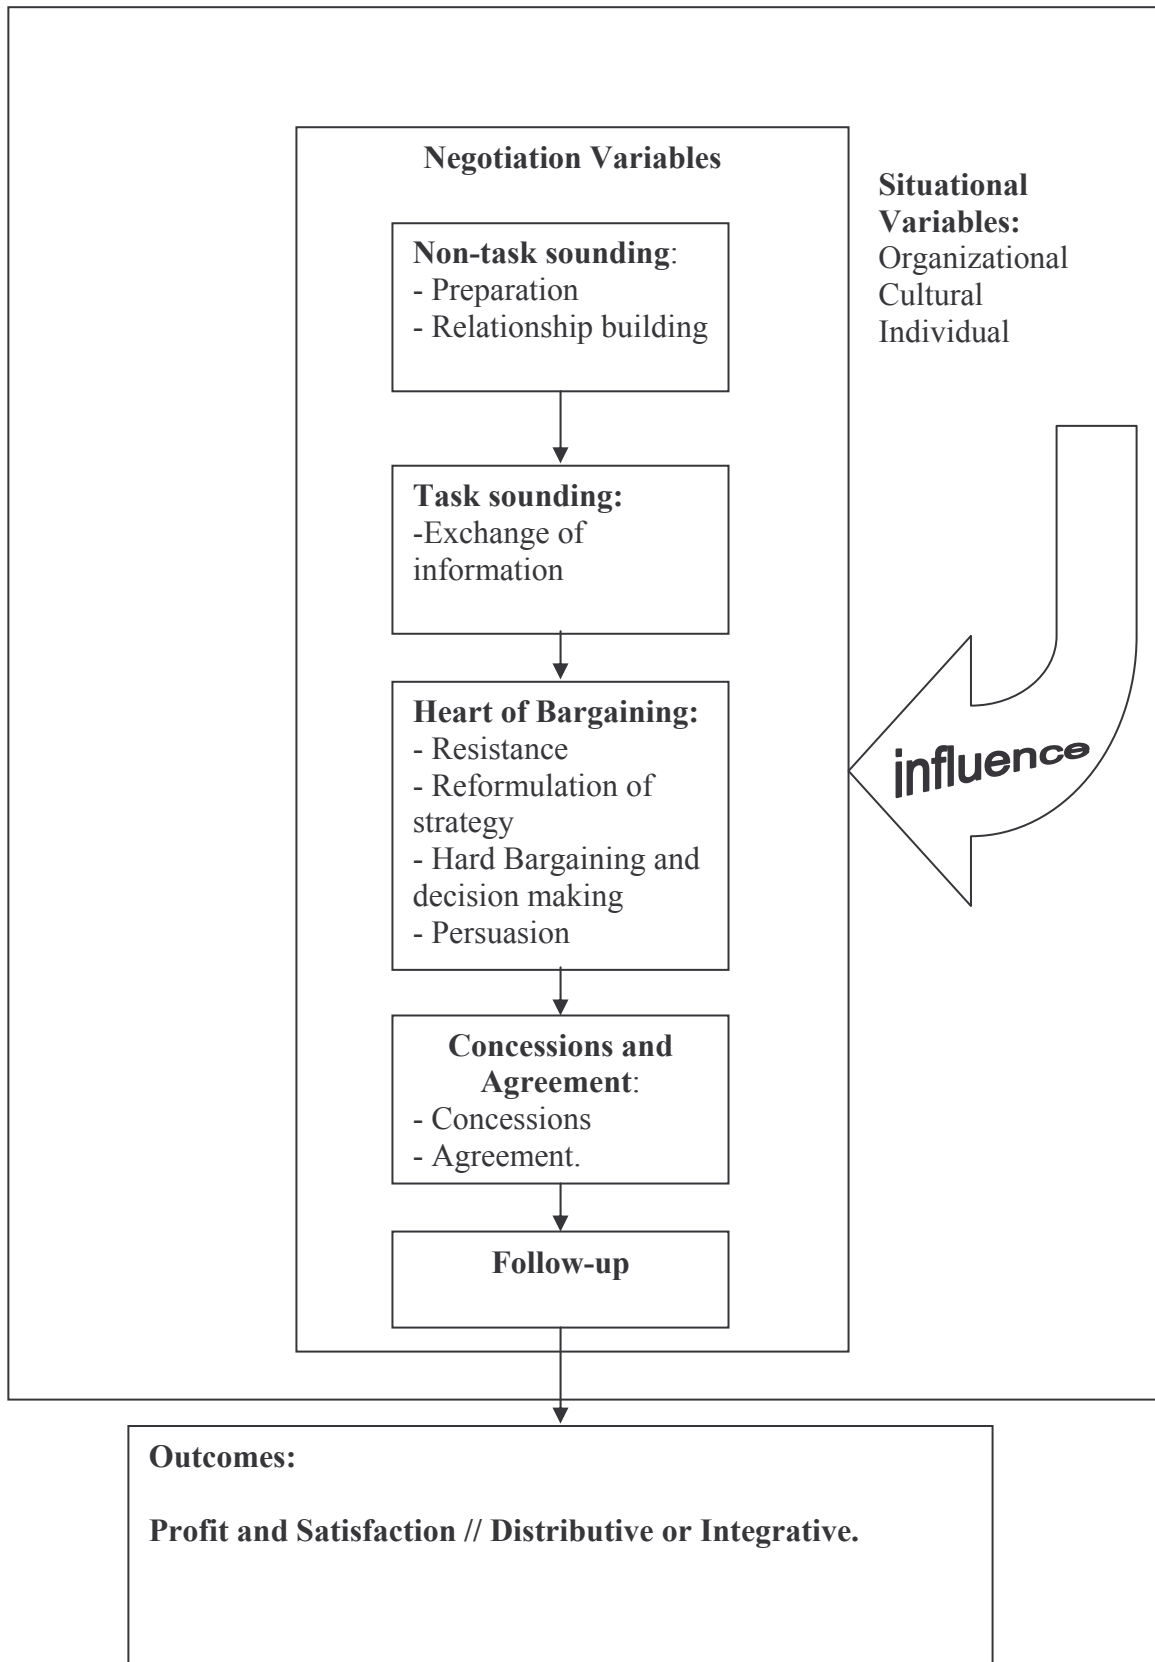 Negotiation Variables
Non-task sounding:
- Preparation
- Relationship building
Task sounding:
-Exchange of
information
Heart of Bargaining:
- Resistance
- Reformulation of
strategy
- Hard Bargaining and
decision making
- Persuasion
Concessions and
Agreement:
- Concessions
- Agreement.
Follow-up
Situational
Variables:
Organizational
Cultural
Individual
influence
Outcomes:
Profit and Satisfaction // Distributive or Integrative.